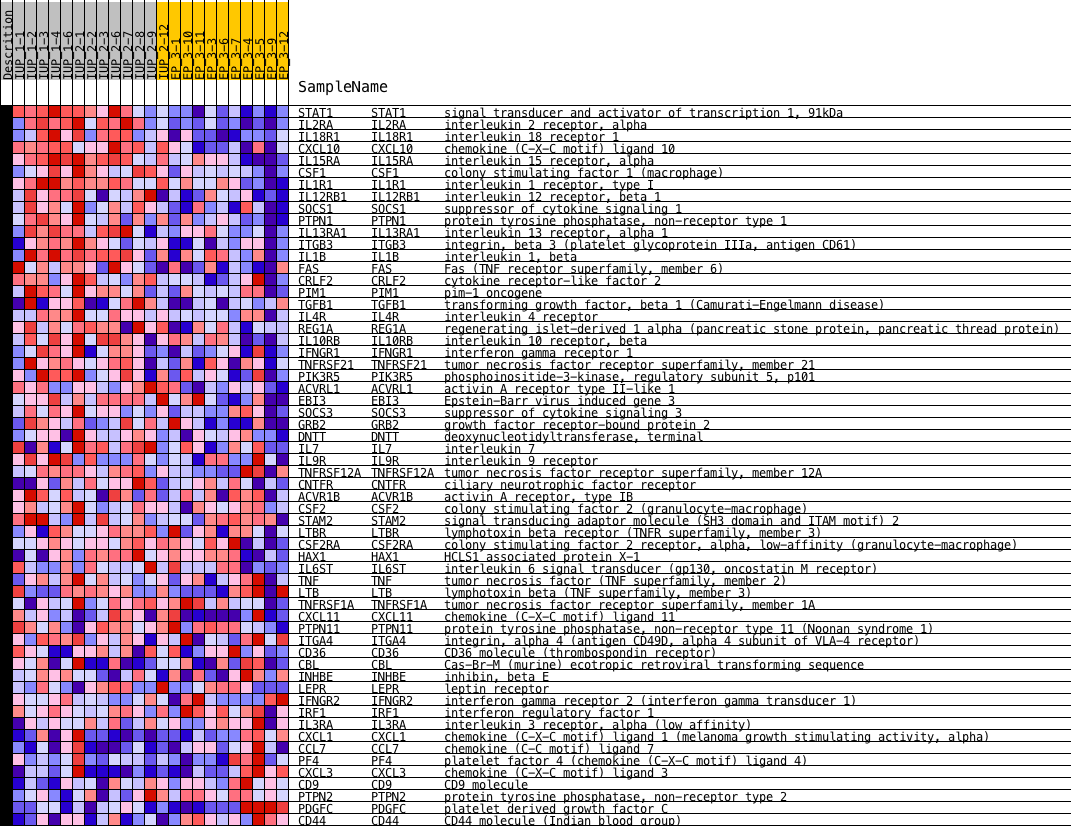 Descrition
IUP_1-1
IUP_1-2
IUP_1-3
IUP_1-4
IUP_1-6
IUP_2-1
IUP_2-2
IUP_2-3
IUP_2-6
IUP_2-7
IUP_2-8
IUP_2-9
IUP_2-12
EP_3-1
EP_3-10
EP_3-11
EP_3-3
EP_3-6
EP_3-7
EP_3-4
EP_3-5
EP_3-9
EP_3-12
SampleName
STAT1 STAT1 signal transducer and activator of transcription 1, 91kDa
IL2RA IL2RA interleukin 2 receptor, alpha
IL18R1 IL18R1 interleukin 18 receptor 1
CXCL10 CXCL10 chemokine (C-X-C motif) ligand 10
IL15RA IL15RA interleukin 15 receptor, alpha
CSF1 CSF1 colony stimulating factor 1 (macrophage)
IL1R1 IL1R1 interleukin 1 receptor, type I
IL12RB1 IL12RB1 interleukin 12 receptor, beta 1
SOCS1 SOCS1 suppressor of cytokine signaling 1
PTPN1 PTPN1 protein tyrosine phosphatase, non-receptor type 1
IL13RA1 IL13RA1 interleukin 13 receptor, alpha 1
ITGB3 ITGB3 integrin, beta 3 (platelet glycoprotein IIIa, antigen CD61)
IL1B IL1B interleukin 1, beta
FAS FAS Fas (TNF receptor superfamily, member 6)
CRLF2 CRLF2 cytokine receptor-like factor 2
PIM1 PIM1 pim-1 oncogene
TGFB1 TGFB1 transforming growth factor, beta 1 (Camurati-Engelmann disease)
IL4R IL4R interleukin 4 receptor
REG1A REG1A regenerating islet-derived 1 alpha (pancreatic stone protein, pancreatic thread protein)
IL10RB IL10RB interleukin 10 receptor, beta
IFNGR1 IFNGR1 interferon gamma receptor 1
TNFRSF21 TNFRSF21 tumor necrosis factor receptor superfamily, member 21
PIK3R5 PIK3R5 phosphoinositide-3-kinase, regulatory subunit 5, p101
ACVRL1 ACVRL1 activin A receptor type II-like 1
EBI3 EBI3 Epstein-Barr virus induced gene 3
SOCS3 SOCS3 suppressor of cytokine signaling 3
GRB2 GRB2 growth factor receptor-bound protein 2
DNTT DNTT deoxynucleotidyltransferase, terminal
IL7 IL7 interleukin 7
IL9R IL9R interleukin 9 receptor
TNFRSF12A TNFRSF12A tumor necrosis factor receptor superfamily, member 12A
CNTFR CNTFR ciliary neurotrophic factor receptor
ACVR1B ACVR1B activin A receptor, type IB
CSF2 CSF2 colony stimulating factor 2 (granulocyte-macrophage)
STAM2 STAM2 signal transducing adaptor molecule (SH3 domain and ITAM motif) 2
LTBR LTBR lymphotoxin beta receptor (TNFR superfamily, member 3)
CSF2RA CSF2RA colony stimulating factor 2 receptor, alpha, low-affinity (granulocyte-macrophage)
HAX1 HAX1 HCLS1 associated protein X-1
IL6ST IL6ST interleukin 6 signal transducer (gp130, oncostatin M receptor)
TNF TNF tumor necrosis factor (TNF superfamily, member 2)
LTB LTB lymphotoxin beta (TNF superfamily, member 3)
TNFRSF1A TNFRSF1A tumor necrosis factor receptor superfamily, member 1A
CXCL11 CXCL11 chemokine (C-X-C motif) ligand 11
PTPN11 PTPN11 protein tyrosine phosphatase, non-receptor type 11 (Noonan syndrome 1)
ITGA4 ITGA4 integrin, alpha 4 (antigen CD49D, alpha 4 subunit of VLA-4 receptor)
CD36 CD36 CD36 molecule (thrombospondin receptor)
CBL CBL Cas-Br-M (murine) ecotropic retroviral transforming sequence
INHBE INHBE inhibin, beta E
LEPR LEPR leptin receptor
IFNGR2 IFNGR2 interferon gamma receptor 2 (interferon gamma transducer 1)
IRF1 IRF1 interferon regulatory factor 1
IL3RA IL3RA interleukin 3 receptor, alpha (low affinity)
CXCL1 CXCL1 chemokine (C-X-C motif) ligand 1 (melanoma growth stimulating activity, alpha)
CCL7 CCL7 chemokine (C-C motif) ligand 7
PF4 PF4 platelet factor 4 (chemokine (C-X-C motif) ligand 4)
CXCL3 CXCL3 chemokine (C-X-C motif) ligand 3
CD9 CD9 CD9 molecule
PTPN2 PTPN2 protein tyrosine phosphatase, non-receptor type 2
PDGFC PDGFC platelet derived growth factor C
CD44 CD44 CD44 molecule (Indian blood group)